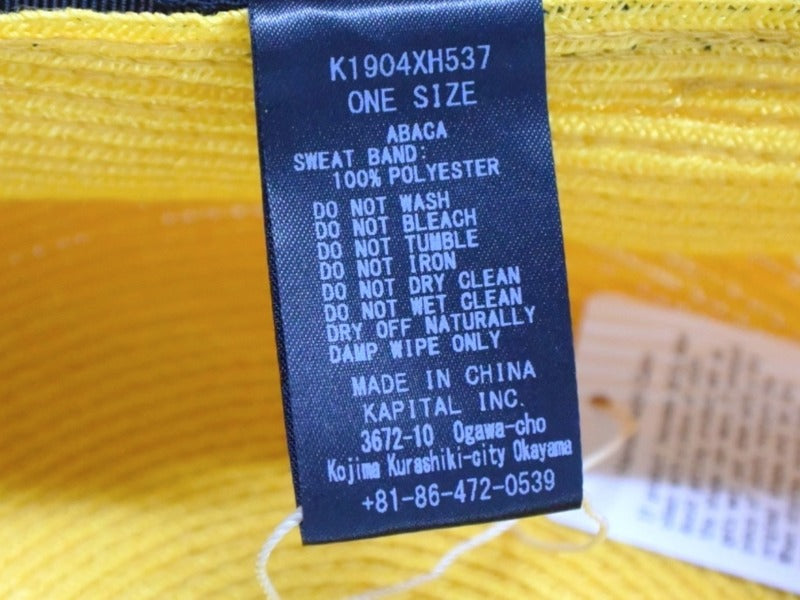 K1904XH537
ONE SIZE
ABACA
SWEAT BAND:
100% POLYESTER
DO NOT WASH
DO NOT BLEACH
DO NOT TUMBLE
DO NOT IRON
DO NOT DRY CLEAN
DO NOT WET CLEAN
DRY OFF NATURALLY
DAMP WIPE ONLY
MADE IN CHINA
KAPITAL INC.
3672-10 Ogawa-cho
Kojima Kurashiki-city Okayama
+81-86-472-0539